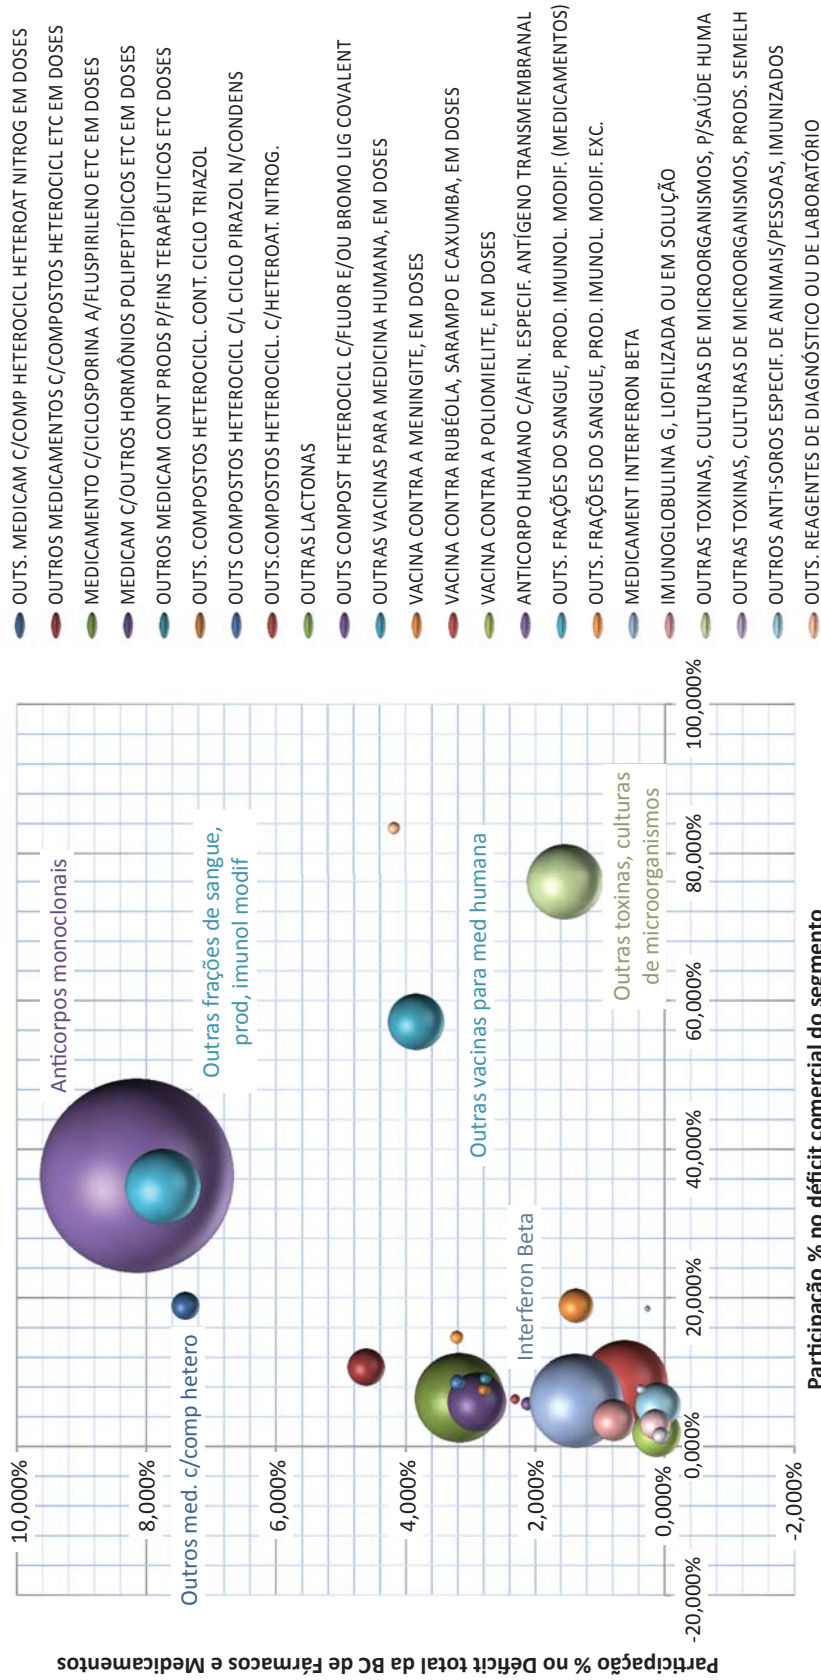 OUTS. MEDICAM C/COMP HETEROCICL HETEROAT NITROG EM DOSES
OUTROS MEDICAMENTOS C/COMPOSTOS HETEROCICL ETC EM DOSES
MEDICAMENTO C/CICLOSPORINA A/FLUSPIRILENO ETC EM DOSES
MEDICAM C/OUTROS HORMÔNIOS POLIPEPTÍDICOS ETC EM DOSES
OUTROS MEDICAM CONT PRODS P/FINS TERAPÊUTICOS ETC DOSES
OUTS. COMPOSTOS HETEROCICL. CONT. CICLO TRIAZOL
OUTS COMPOSTOS HETEROCICL C/L CICLO PIRAZOL N/CONDENS
OUTS.COMPOSTOS HETEROCICL. C/HETEROAT. NITROG.
OUTRAS LACTONAS
OUTS COMPOST HETEROCICL C/FLUOR E/OU BROMO LIG COVALENT
OUTRAS VACINAS PARA MEDICINA HUMANA, EM DOSES
VACINA CONTRA A MENINGITE, EM DOSES
VACINA CONTRA RUBÉOLA, SARAMPO E CAXUMBA, EM DOSES
VACINA CONTRA A POLIOMIELITE, EM DOSES
ANTICORPO HUMANO C/AFIN. ESPECIF. ANTÍGENO TRANSMEMBRANAL
OUTS. FRAÇÕES DO SANGUE, PROD. IMUNOL. MODIF. (MEDICAMENTOS)
OUTS. FRAÇÕES DO SANGUE, PROD. IMUNOL. MODIF. EXC.
MEDICAMENT INTERFERON BETA
IMUNOGLOBULINA G, LIOFILIZADA OU EM SOLUÇÃO
OUTRAS TOXINAS, CULTURAS DE MICROORGANISMOS, P/SAÚDE HUMA
OUTRAS TOXINAS, CULTURAS DE MICROORGANISMOS, PRODS. SEMELH
OUTROS ANTI-SOROS ESPECIF. DE ANIMAIS/PESSOAS, IMUNIZADOS
OUTS. REAGENTES DE DIAGNÓSTICO OU DE LABORATÓRIO
Participação % no Déficit total da BC de Fármacos e Medicamentos
10,000%
8,000%
6,000%
4,000%
2,000%
0,000%
-2,000%
Outros med. c/comp hetero
Anticorpos monoclonais
Outras frações de sangue,
prod, imunol modif
Outras vacinas para med humana
Interferon Beta
Outras toxinas, culturas
de microorganismos
-20,000%
0,000%
20,000%
40,000%
60,000%
80,000%
100,000%
Participação % no déficit comercial do segmento